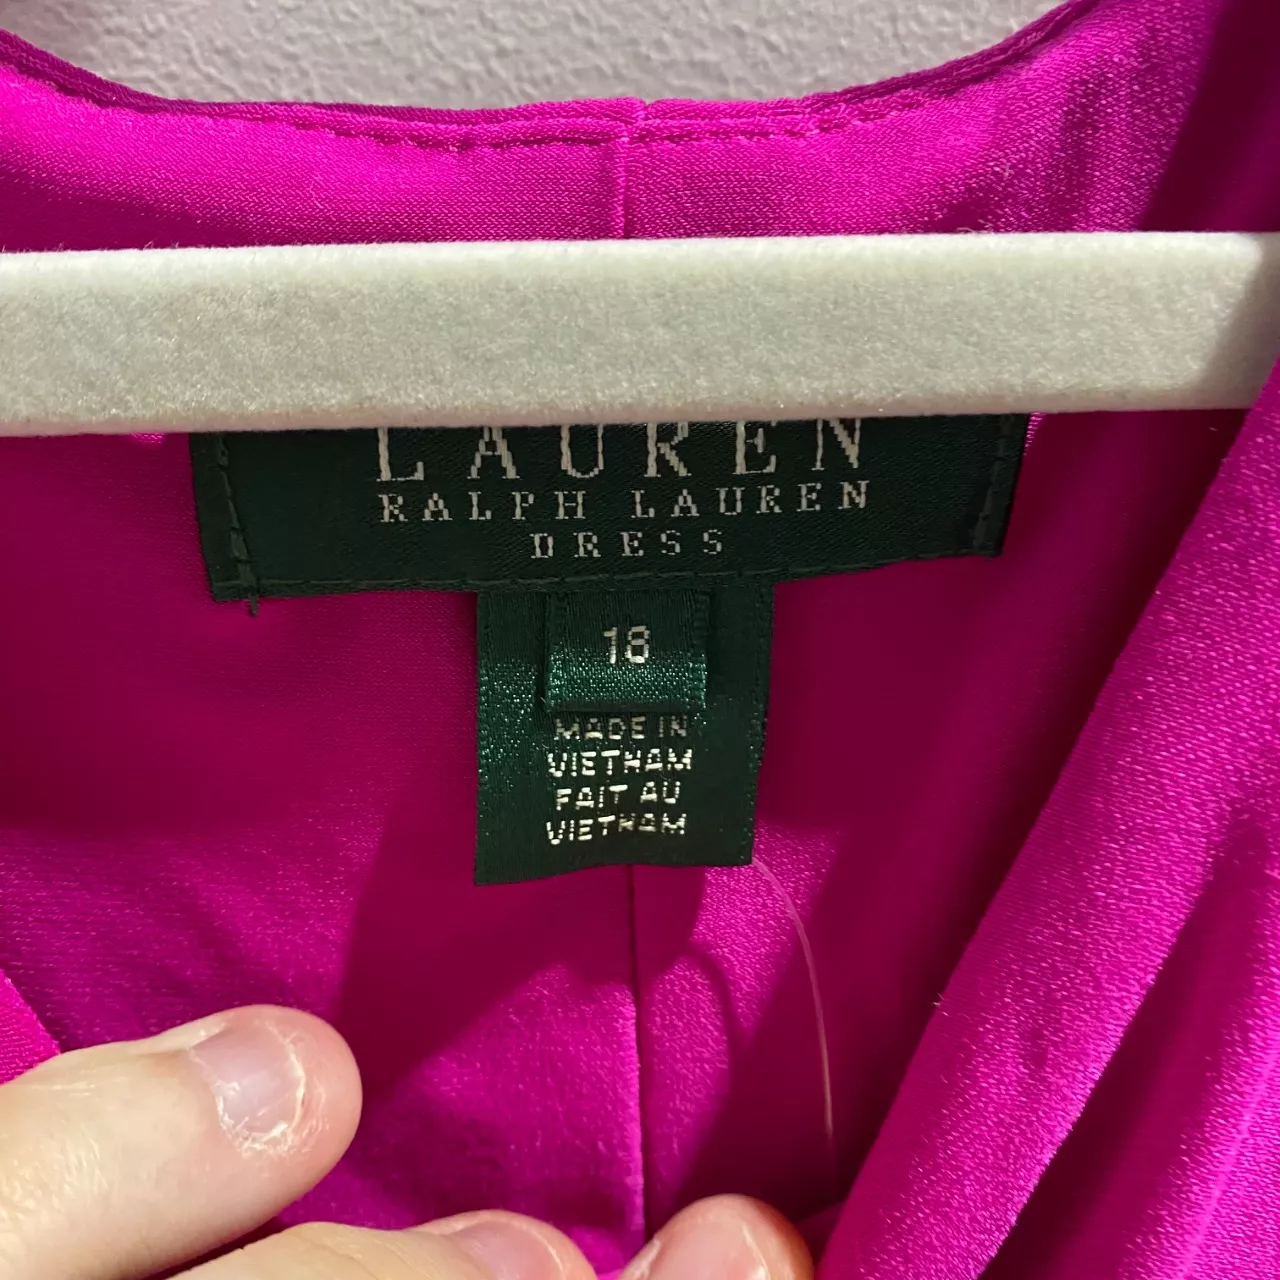 LAUREN
RALPH LAUREN
DRESS
18
MADE IN
VIETNAM
FAIT AU
VIETNAM